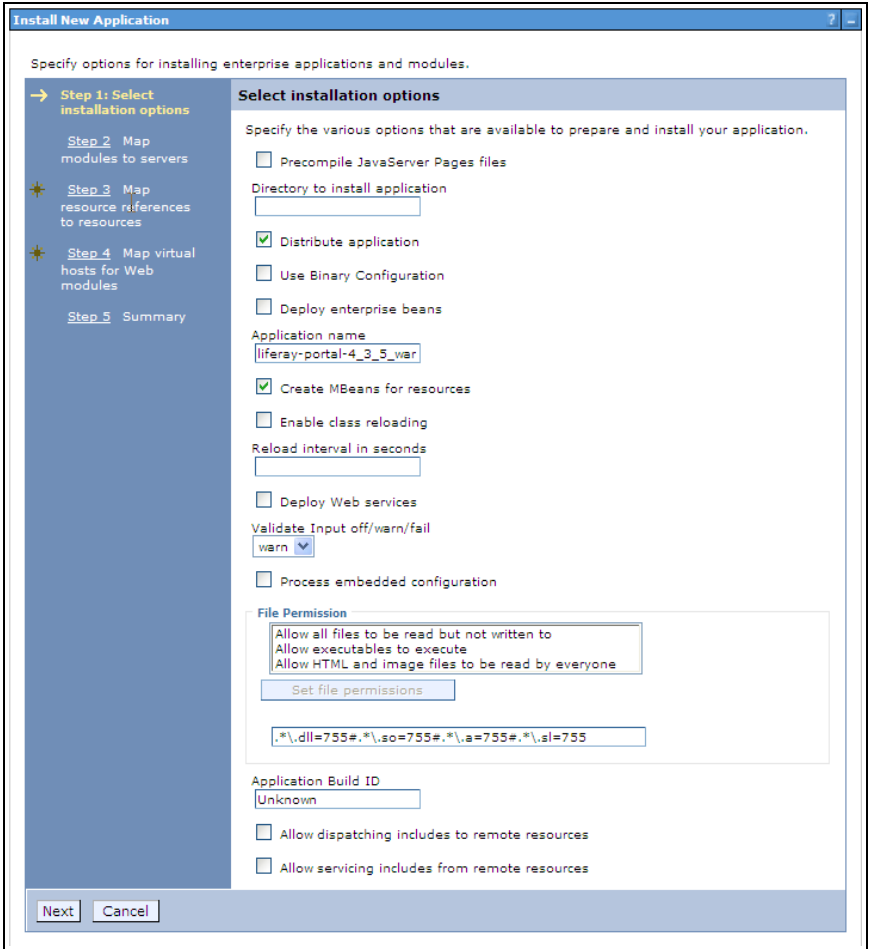 Install New Application
? _
Specify options for installing enterprise applications and modules.
Step 1: Select
installation options
Step 2 Map
modules to servers
Step 3 Map
resource references
to resources
Step 4 Map virtual
hosts for Web
modules
Step 5 Summary
Select installation options
Specify the various options that are available to prepare and install your application.
Precompile JavaServer Pages files
Directory to install application
Distribute application
Use Binary Configuration
Deploy enterprise beans
Application name
liferay-portal-4_3_5_war
Create MBeans for resources
Enable class reloading
Reload interval in seconds
Deploy Web services
Validate Input off/warn/fail
warn
Process embedded configuration
File Permission
Allow all files to be read but not written to
Allow executables to execute
Allow HTML and image files to be read by everyone
Set file permissions
.*\.dll=755#.*\.so=755#.*\.a=755#.*\.sl=755
Application Build ID
Unknown
Allow dispatching includes to remote resources
Allow servicing includes from remote resources
Next Cancel